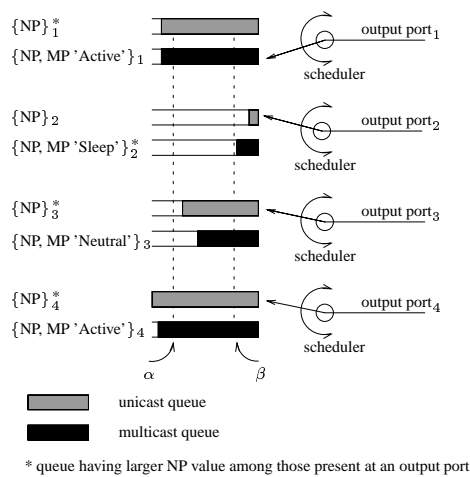 {NP}*1 output port1
{NP, MP 'Active'}1
scheduler
{NP}2 output port2
{NP, MP 'Sleep'}*2
scheduler
{NP}*3 output port3
{NP, MP 'Neutral'}3
scheduler
{NP}*4 output port4
{NP, MP 'Active'}4
scheduler
α β
unicast queue
multicast queue
* queue having larger NP value among those present at an output port